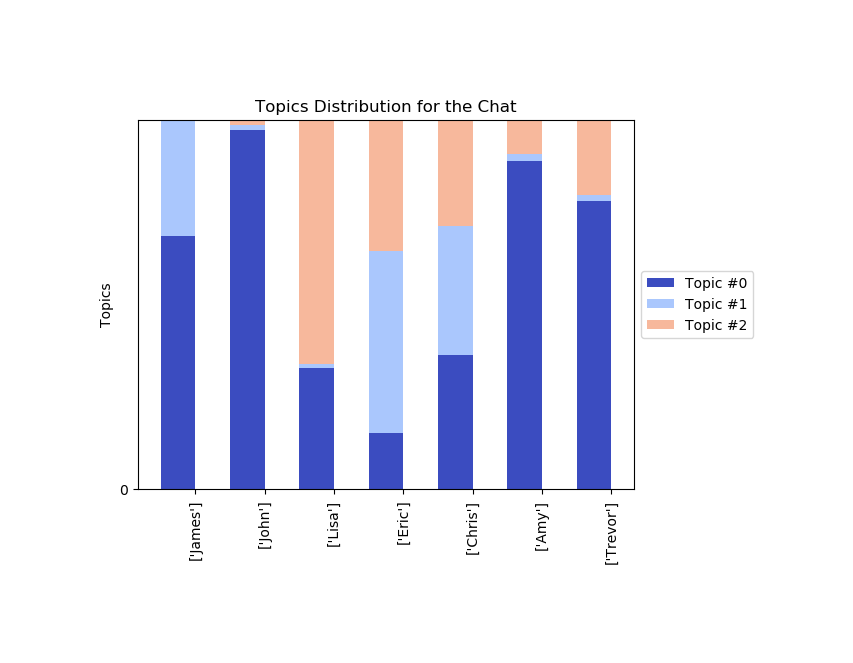 Topics Distribution for the Chat
Topics
0
['James']
['John']
['Lisa']
['Eric']
['Chris']
['Amy']
['Trevor']
Topic #0
Topic #1
Topic #2